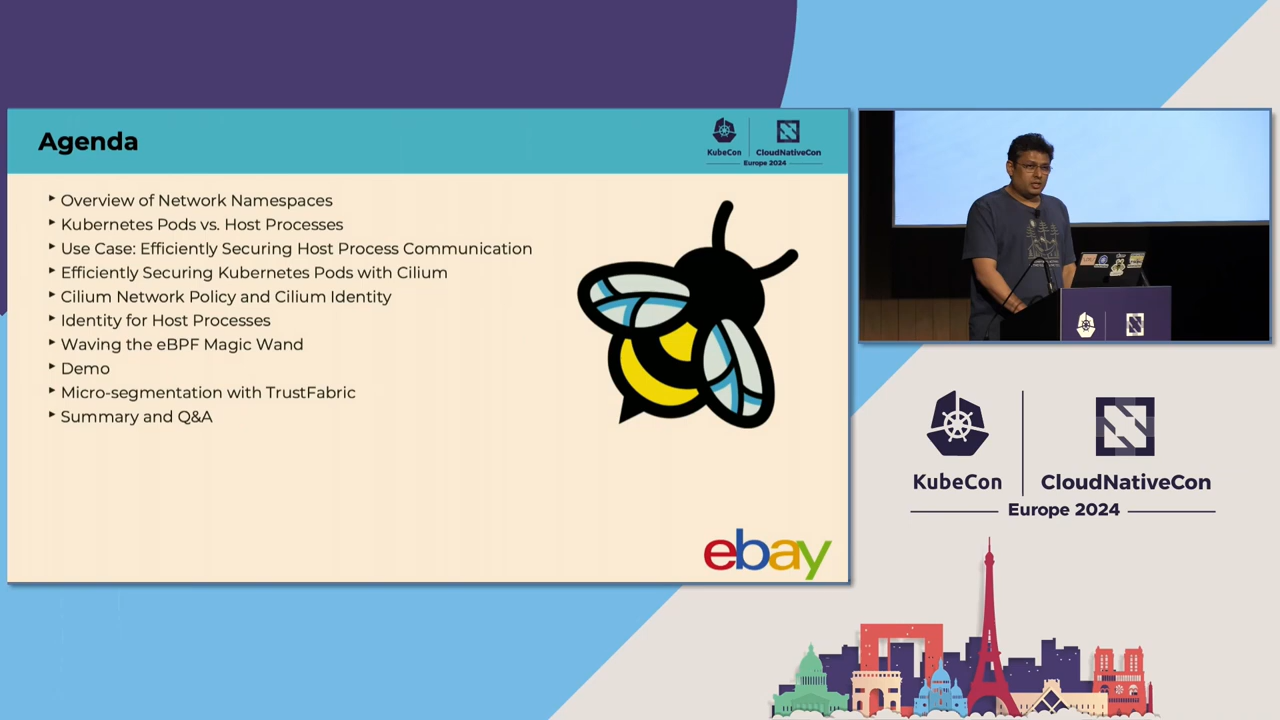 Agenda
KubeCon
CloudNativeCon
Europe 2024
Overview of Network Namespaces
Kubernetes Pods vs. Host Processes
Use Case: Efficiently Securing Host Process Communication
Efficiently Securing Kubernetes Pods with Cilium
Cilium Network Policy and Cilium Identity
Identity for Host Processes
Waving the eBPF Magic Wand
Demo
Micro-segmentation with TrustFabric
Summary and Q&A
ebay
KubeCon
CloudNativeCon
Europe 2024